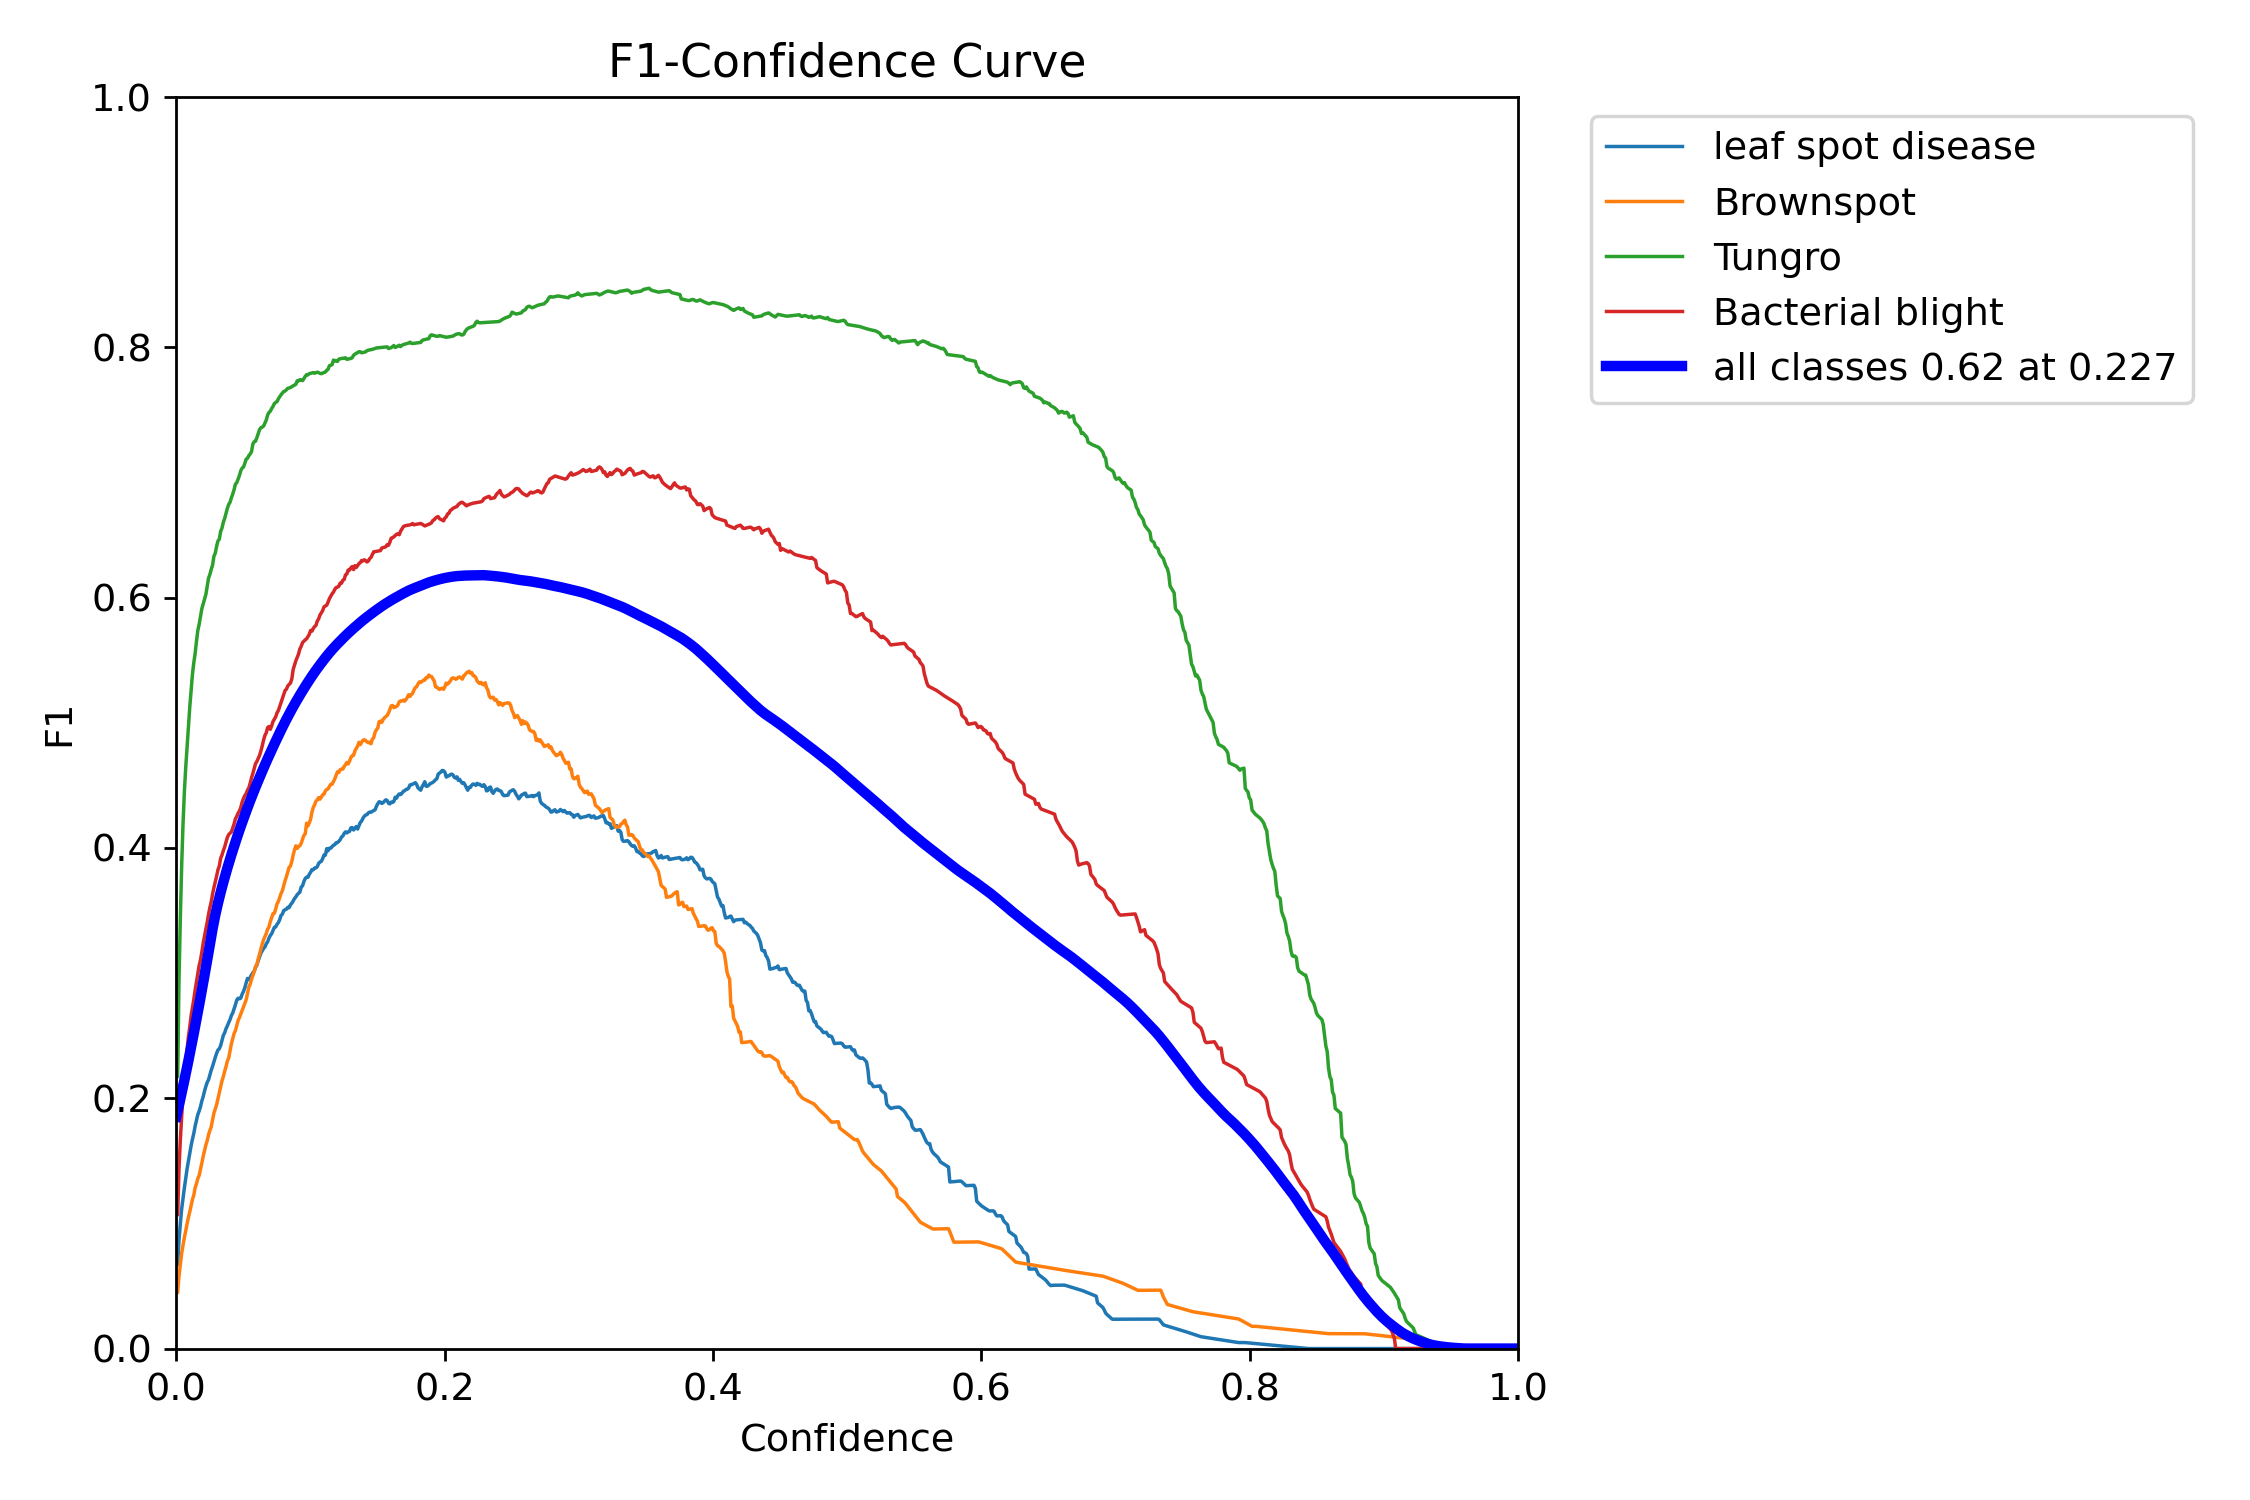 F1-Confidence Curve
1.0
0.8
0.6
0.4
0.2
0.0
F1
0.0 0.2 0.4 0.6 0.8 1.0
Confidence
leaf spot disease
Brownspot
Tungro
Bacterial blight
all classes 0.62 at 0.227